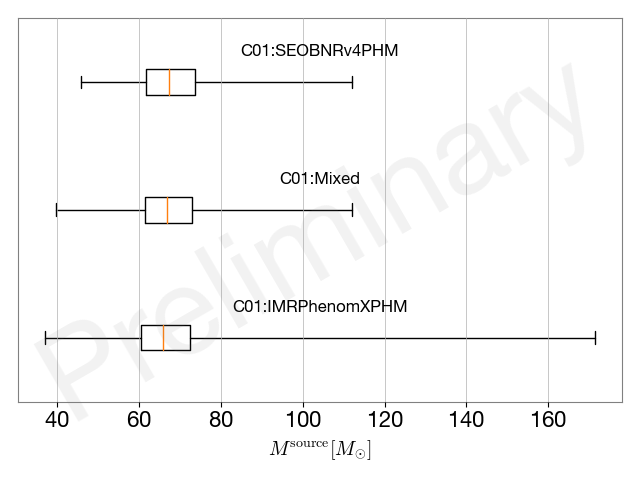 C01:SEOBNRv4PHM
C01:Mixed
C01:IMRPhenomXPHM
Preliminary
40 60 80 100 120 140 160
M^source [M_⊙]